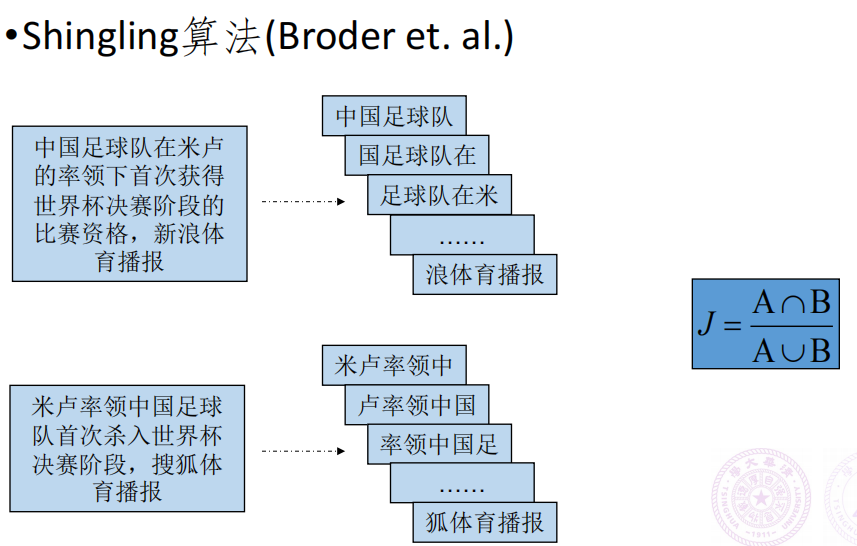 •Shingling算法(Broder et. al.)
中国足球队在米卢
的率领下首次获得
世界杯决赛阶段的
比赛资格，新浪体
育播报
中国足球队
国足球队在
足球队在米
……
浪体育播报
J = A∩B
A∪B
米卢率领中国足球
队首次杀入世界杯
决赛阶段，搜狐体
育播报
米卢率领中
卢率领中国
率领中国足
……
狐体育播报
TSINGHUA UNIVERSITY
-1911-